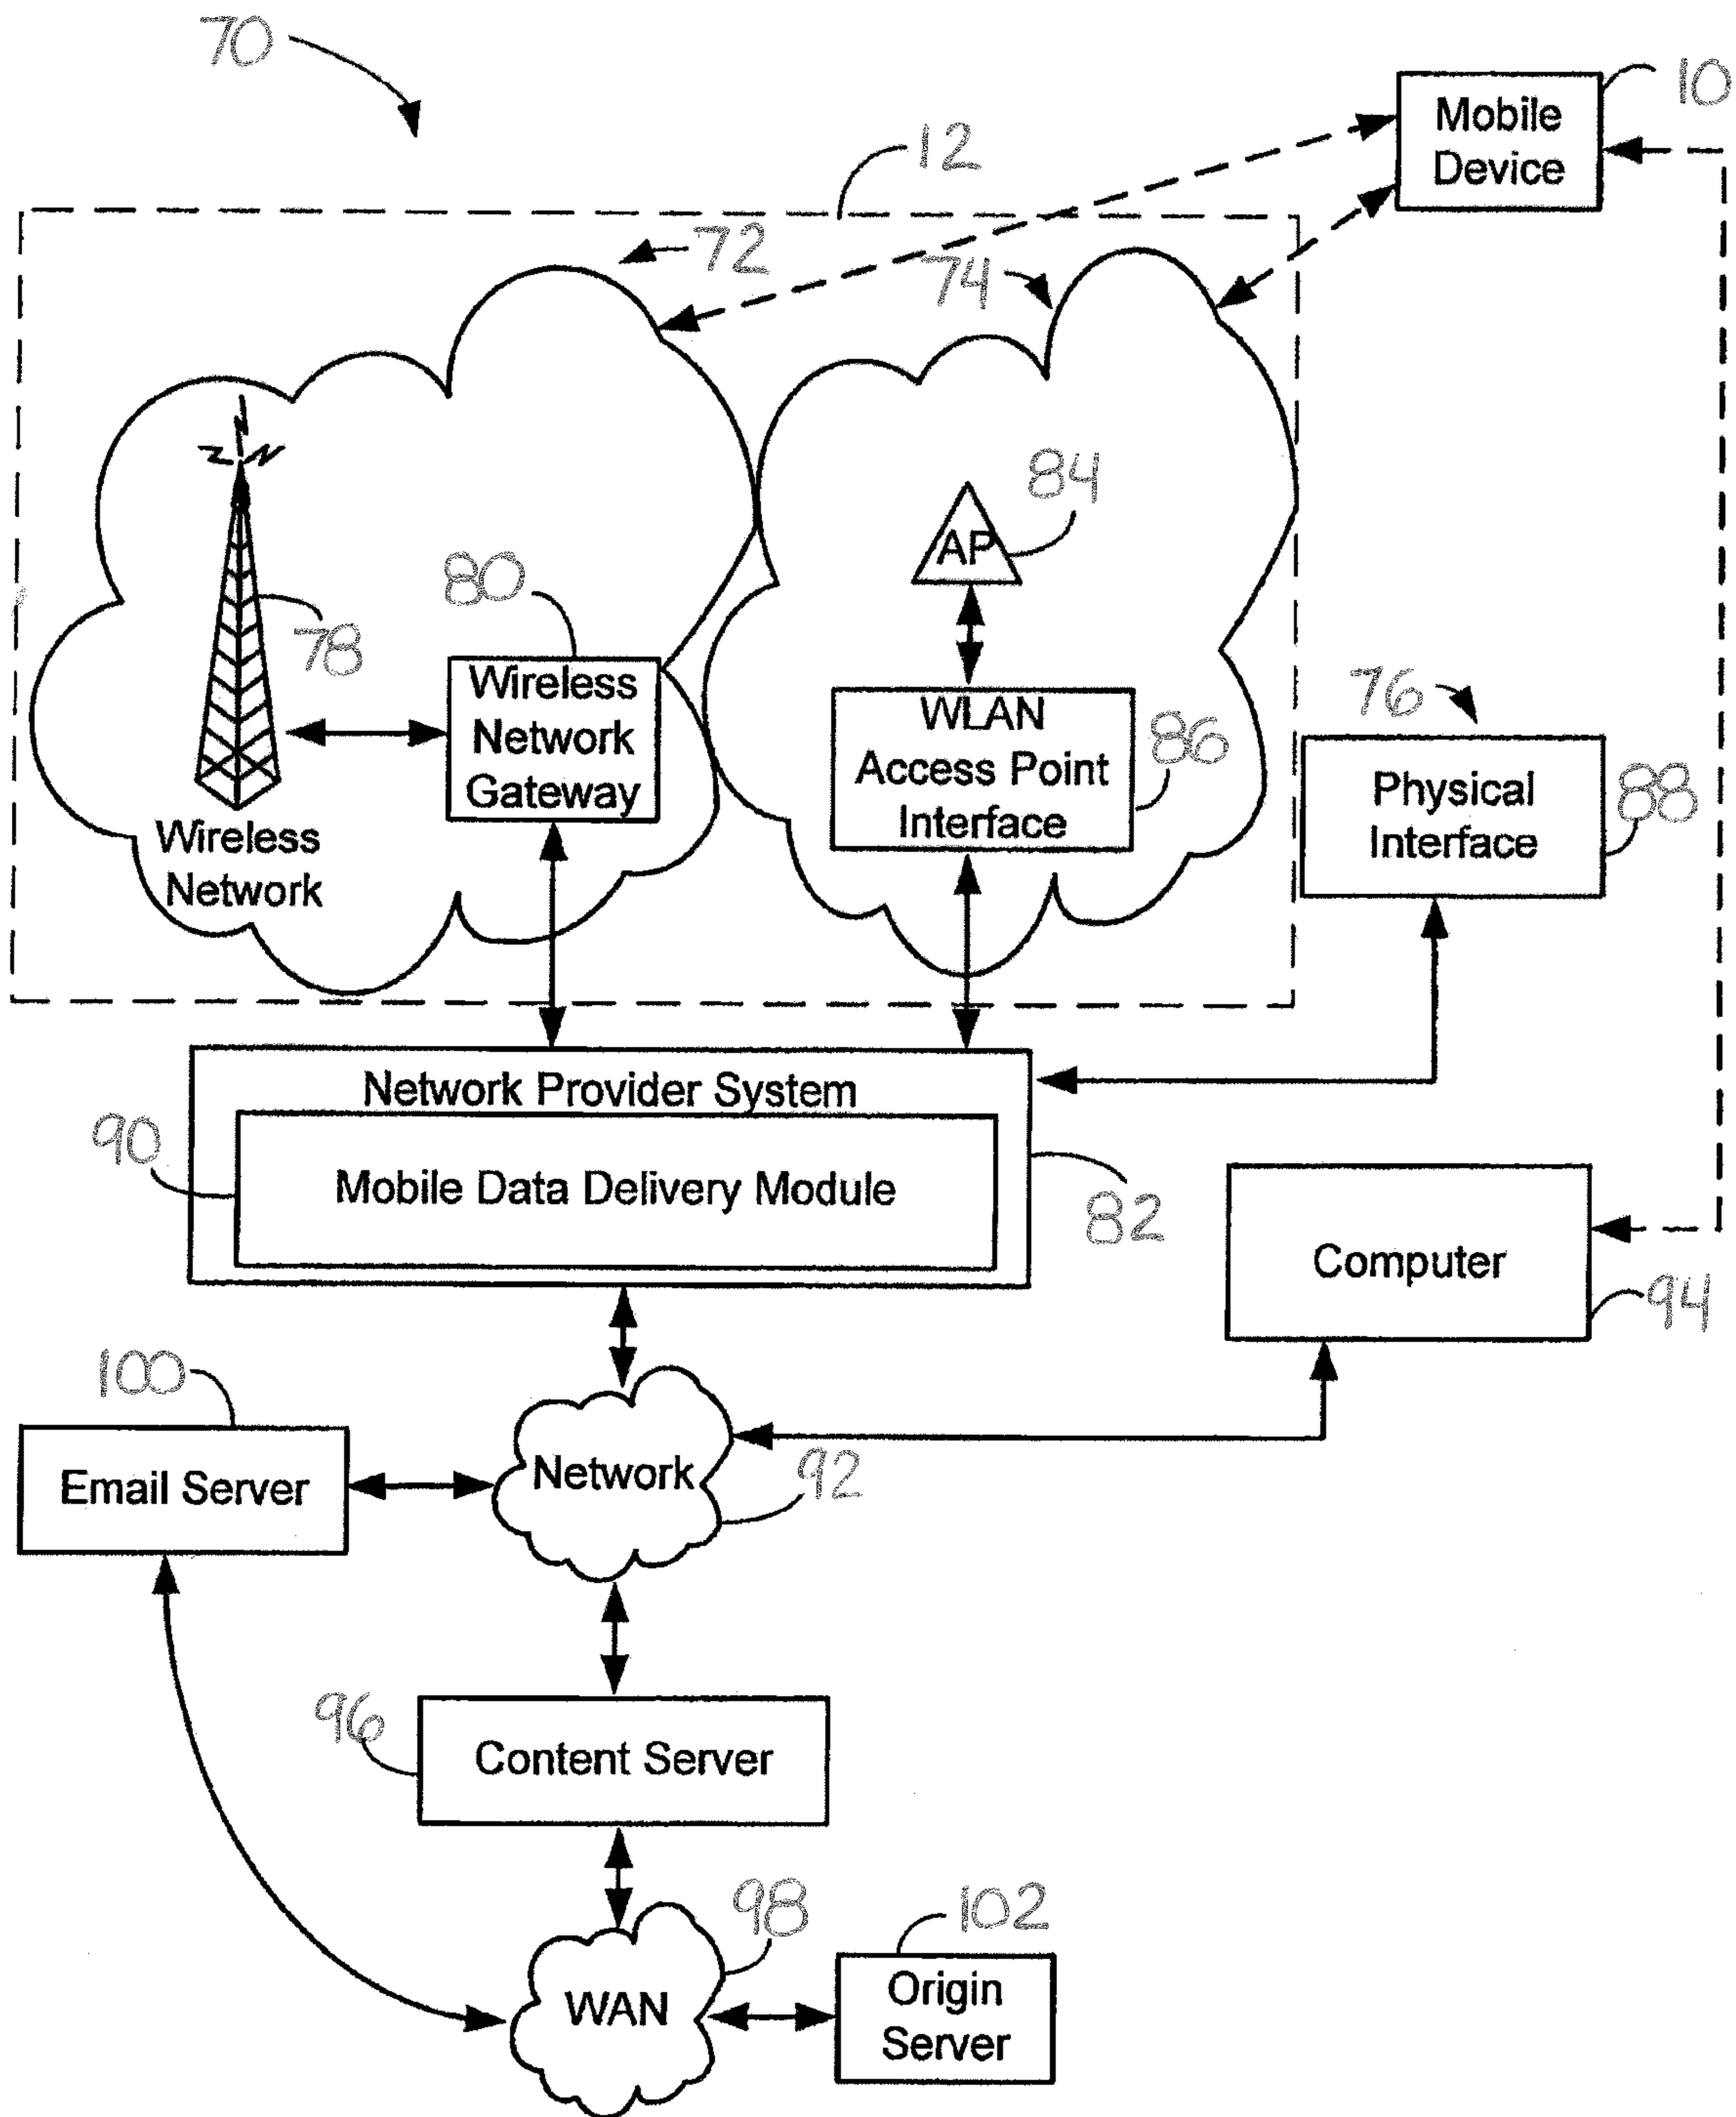 70
10
Mobile
Device
12
72
74
84
AP
80
78
Wireless
Network
Gateway
WLAN
Access Point
Interface
86
76
Physical
Interface
88
Wireless
Network
Network Provider System
90
Mobile Data Delivery Module
82
Computer
94
100
Email Server
Network
92
96
Content Server
98
102
WAN
Origin
Server